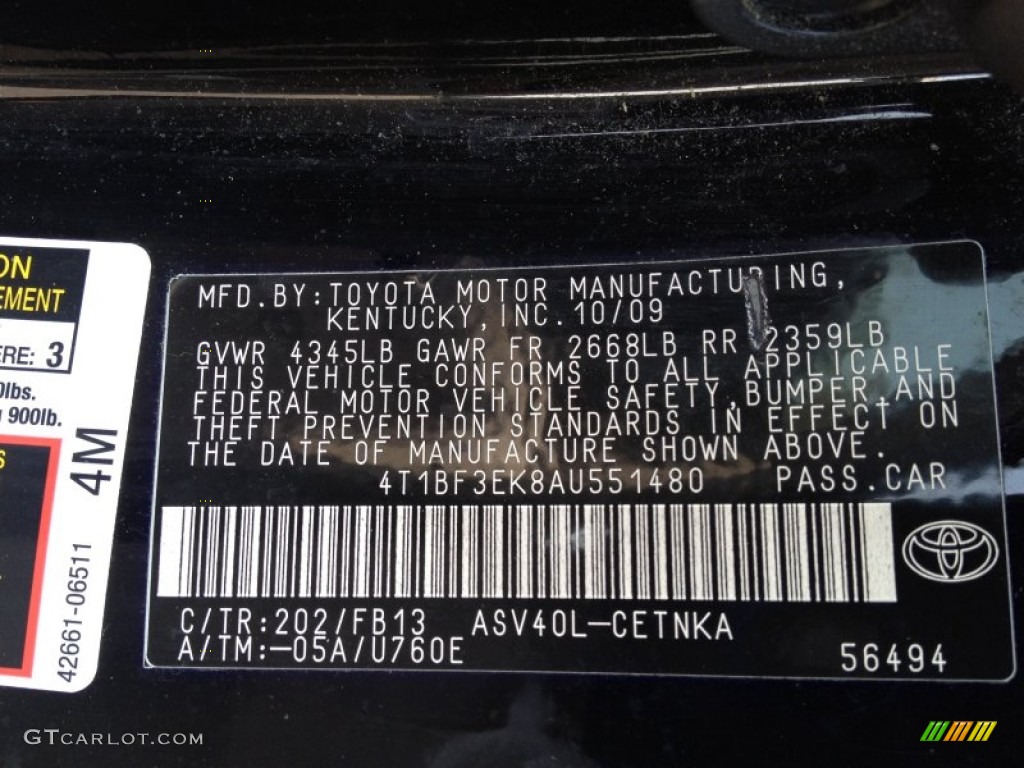 ON
EMENT
ERE: 3
0lbs.
900lb.
S
4M
42661-06511
MFD.BY:TOYOTA MOTOR MANUFACTURING,
KENTUCKY,INC.10/09
GVWR 4345LB GAWR FR 2668LB RR 2359LB
THIS VEHICLE CONFORMS TO ALL APPLICABLE
FEDERAL MOTOR VEHICLE SAFETY,BUMPER,AND
THEFT PREVENTION STANDARDS IN EFFECT ON
THE DATE OF MANUFACTURE SHOWN ABOVE.
4T1BF3EK8AU551480 PASS.CAR
C/TR:202/FB13 ASV40L-CETNKA
A/TM:-05A/U760E
56494
GTCARLOT.COM